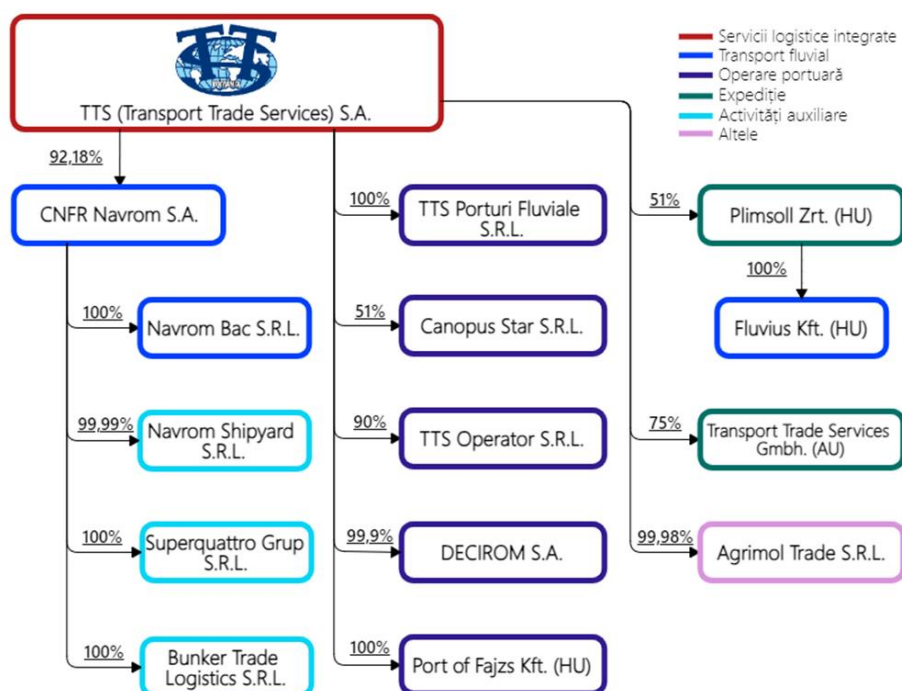 TTS (Transport Trade Services) S.A.
Servicii logistice integrate
Transport fluvial
Operare portuară
Expediție
Activități auxiliare
Altele
92,18%
CNFR Navrom S.A.
100%
Navrom Bac S.R.L.
99,99%
Navrom Shipyard
S.R.L.
100%
Superquattro Grup
S.R.L.
100%
Bunker Trade
Logistics S.R.L.
100%
TTS Porturi Fluviale
S.R.L.
51%
Canopus Star S.R.L.
90%
TTS Operator S.R.L.
99,9%
DECIROM S.A.
100%
Port of Fajzs Kft. (HU)
51%
Plimsoll Zrt. (HU)
100%
Fluvius Kft. (HU)
75%
Transport Trade Services
Gmbh. (AU)
99,98%
Agrimol Trade S.R.L.